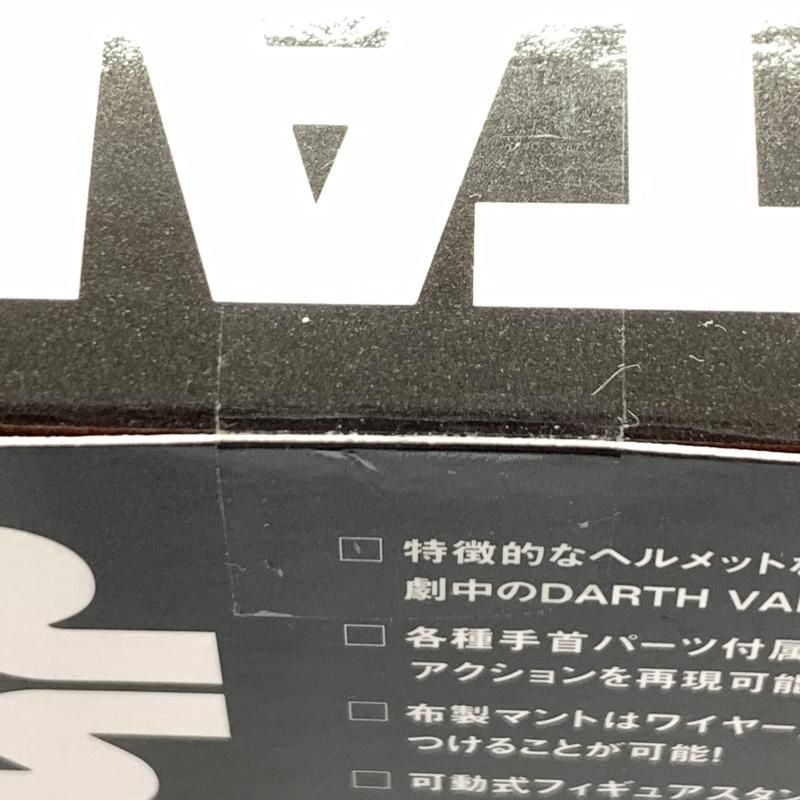 特徴的なヘルメット
劇中のDARTH VA
各種手首パーツ付属
アクションを再現可能
布製マントはワイヤー
つけることが可能!
可動式フィギュアスタン